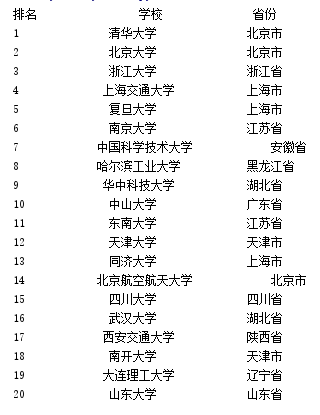 排名 学校 省份
1 清华大学 北京市
2 北京大学 北京市
3 浙江大学 浙江省
4 上海交通大学 上海市
5 复旦大学 上海市
6 南京大学 江苏省
7 中国科学技术大学 安徽省
8 哈尔滨工业大学 黑龙江省
9 华中科技大学 湖北省
10 中山大学 广东省
11 东南大学 江苏省
12 天津大学 天津市
13 同济大学 上海市
14 北京航空航天大学 北京市
15 四川大学 四川省
16 武汉大学 湖北省
17 西安交通大学 陕西省
18 南开大学 天津市
19 大连理工大学 辽宁省
20 山东大学 山东省